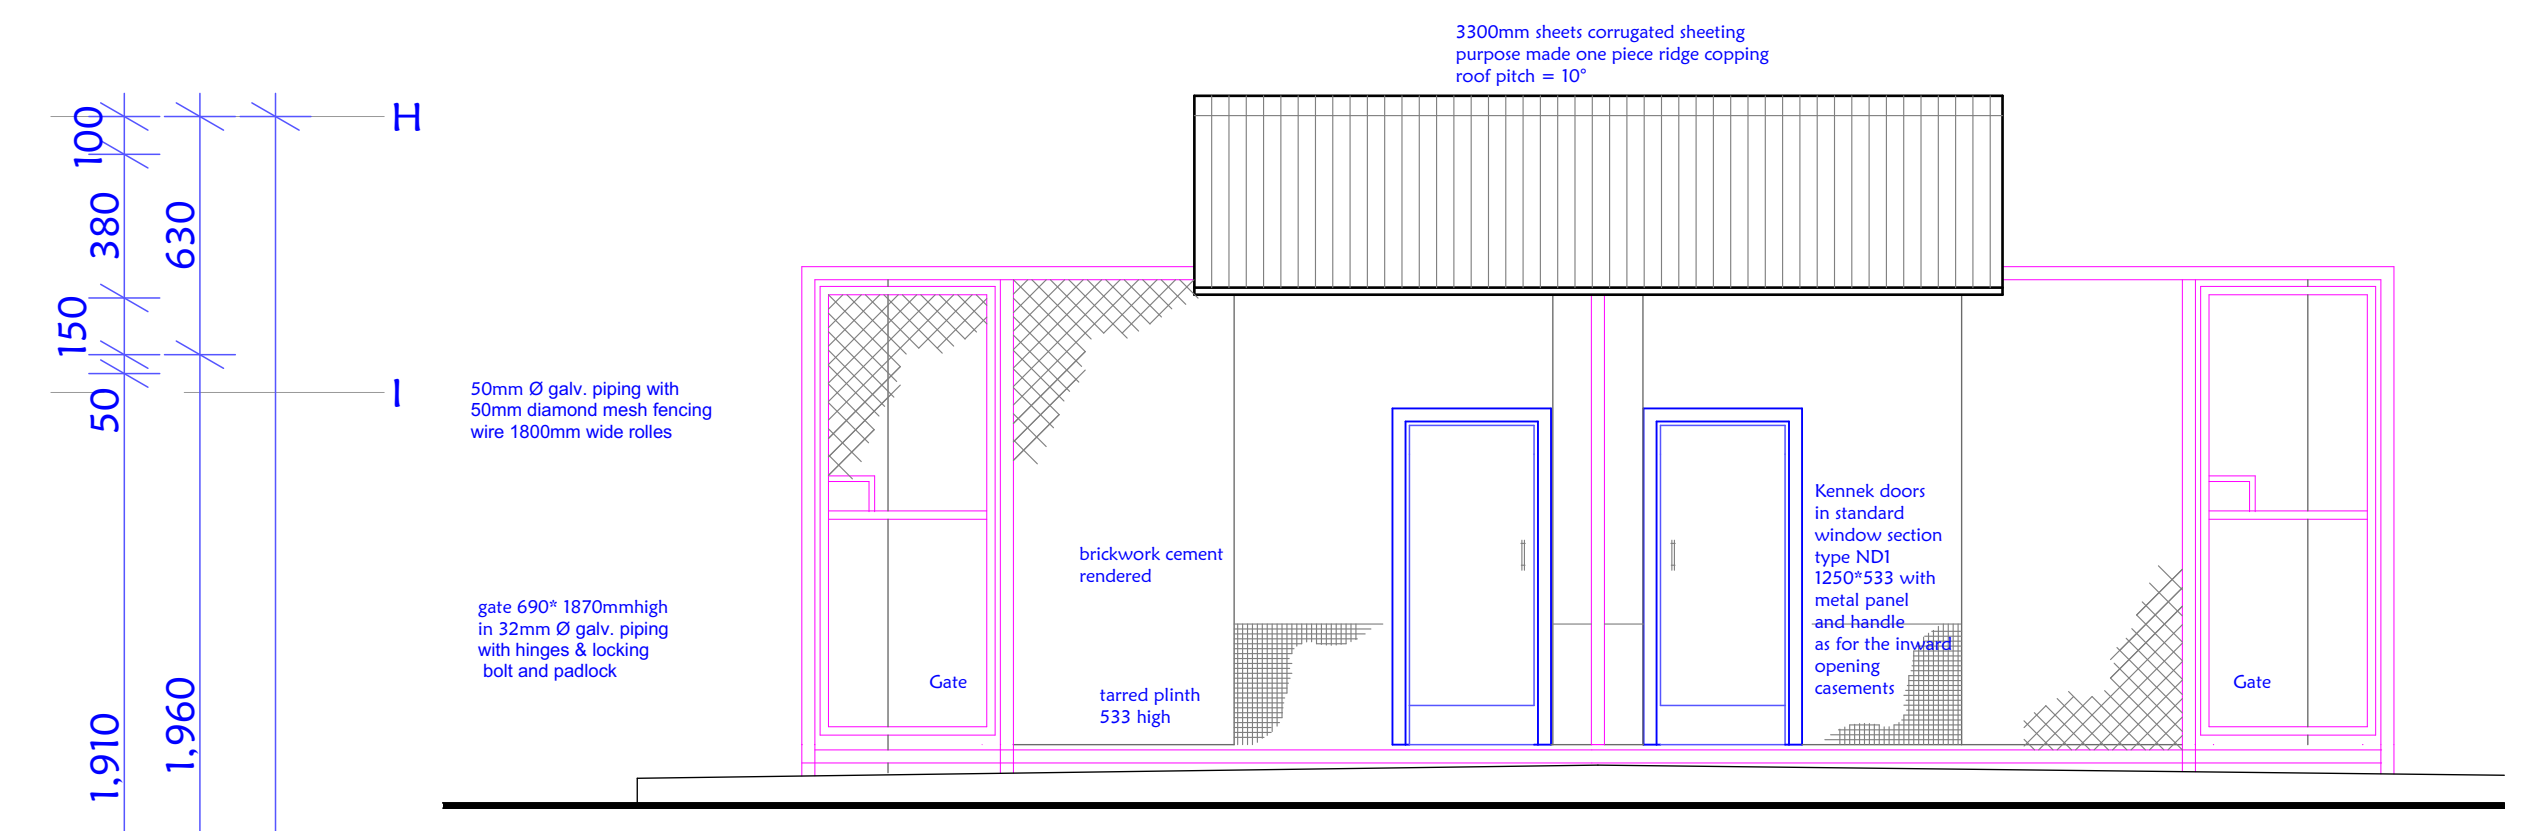 3300mm sheets corrugated sheeting
purpose made one piece ridge copping
roof pitch = 10°
H
100
380
630
150
I
50
1,910
1,960
50mm Ø galv. piping with
50mm diamond mesh fencing
wire 1800mm wide rolles
gate 690* 1870mmhigh
in 32mm Ø galv. piping
with hinges & locking
bolt and padlock
Gate
brickwork cement
rendered
tarred plinth
533 high
Kennek doors
in standard
window section
type ND1
1250*533 with
metal panel
and handle
as for the inward
opening
casements
Gate